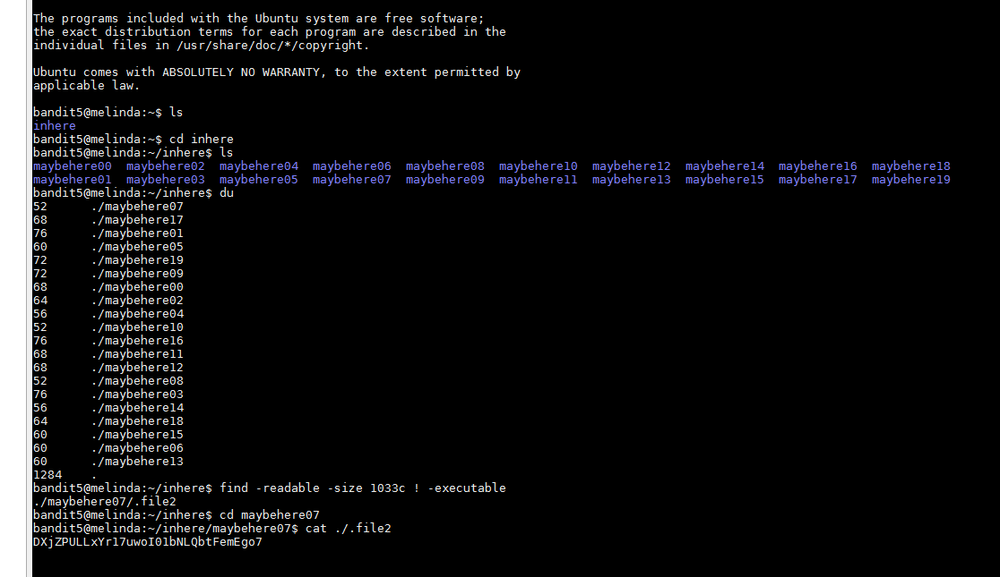 The programs included with the Ubuntu system are free software;
the exact distribution terms for each program are described in the
individual files in /usr/share/doc/*/copyright.
Ubuntu comes with ABSOLUTELY NO WARRANTY, to the extent permitted by
applicable law.
bandit5@melinda:~$ ls
inhere
bandit5@melinda:~$ cd inhere
bandit5@melinda:~/inhere$ ls
maybehere00  maybehere02  maybehere04  maybehere06  maybehere08  maybehere10  maybehere12  maybehere14  maybehere16  maybehere18
maybehere01  maybehere03  maybehere05  maybehere07  maybehere09  maybehere11  maybehere13  maybehere15  maybehere17  maybehere19
bandit5@melinda:~/inhere$ du
52      ./maybehere07
68      ./maybehere17
76      ./maybehere01
60      ./maybehere05
72      ./maybehere19
72      ./maybehere09
68      ./maybehere00
64      ./maybehere02
56      ./maybehere04
52      ./maybehere10
76      ./maybehere16
68      ./maybehere11
68      ./maybehere12
52      ./maybehere08
76      ./maybehere03
56      ./maybehere14
64      ./maybehere18
60      ./maybehere15
60      ./maybehere06
60      ./maybehere13
1284    .
bandit5@melinda:~/inhere$ find -readable -size 1033c ! -executable
./maybehere07/.file2
bandit5@melinda:~/inhere$ cd maybehere07
bandit5@melinda:~/inhere/maybehere07$ cat ./.file2
DXjZPULLxYr17uwoI01bNLQbtFemEgo7